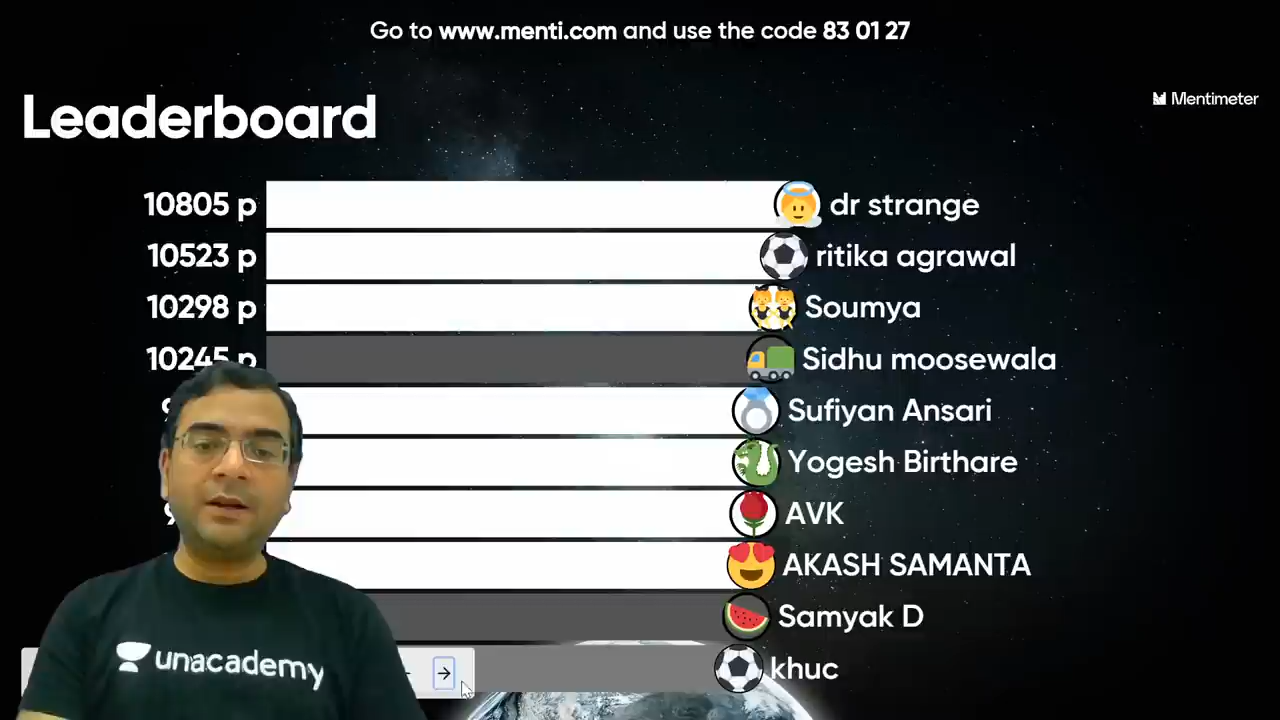 Go to www.menti.com and use the code 83 01 27
Leaderboard
Mentimeter
10805 p dr strange
10523 p ritika agrawal
10298 p Soumya
10245 p Sidhu moosewala
Sufiyan Ansari
Yogesh Birthare
AVK
AKASH SAMANTA
Samyak D
khuc
unacademy